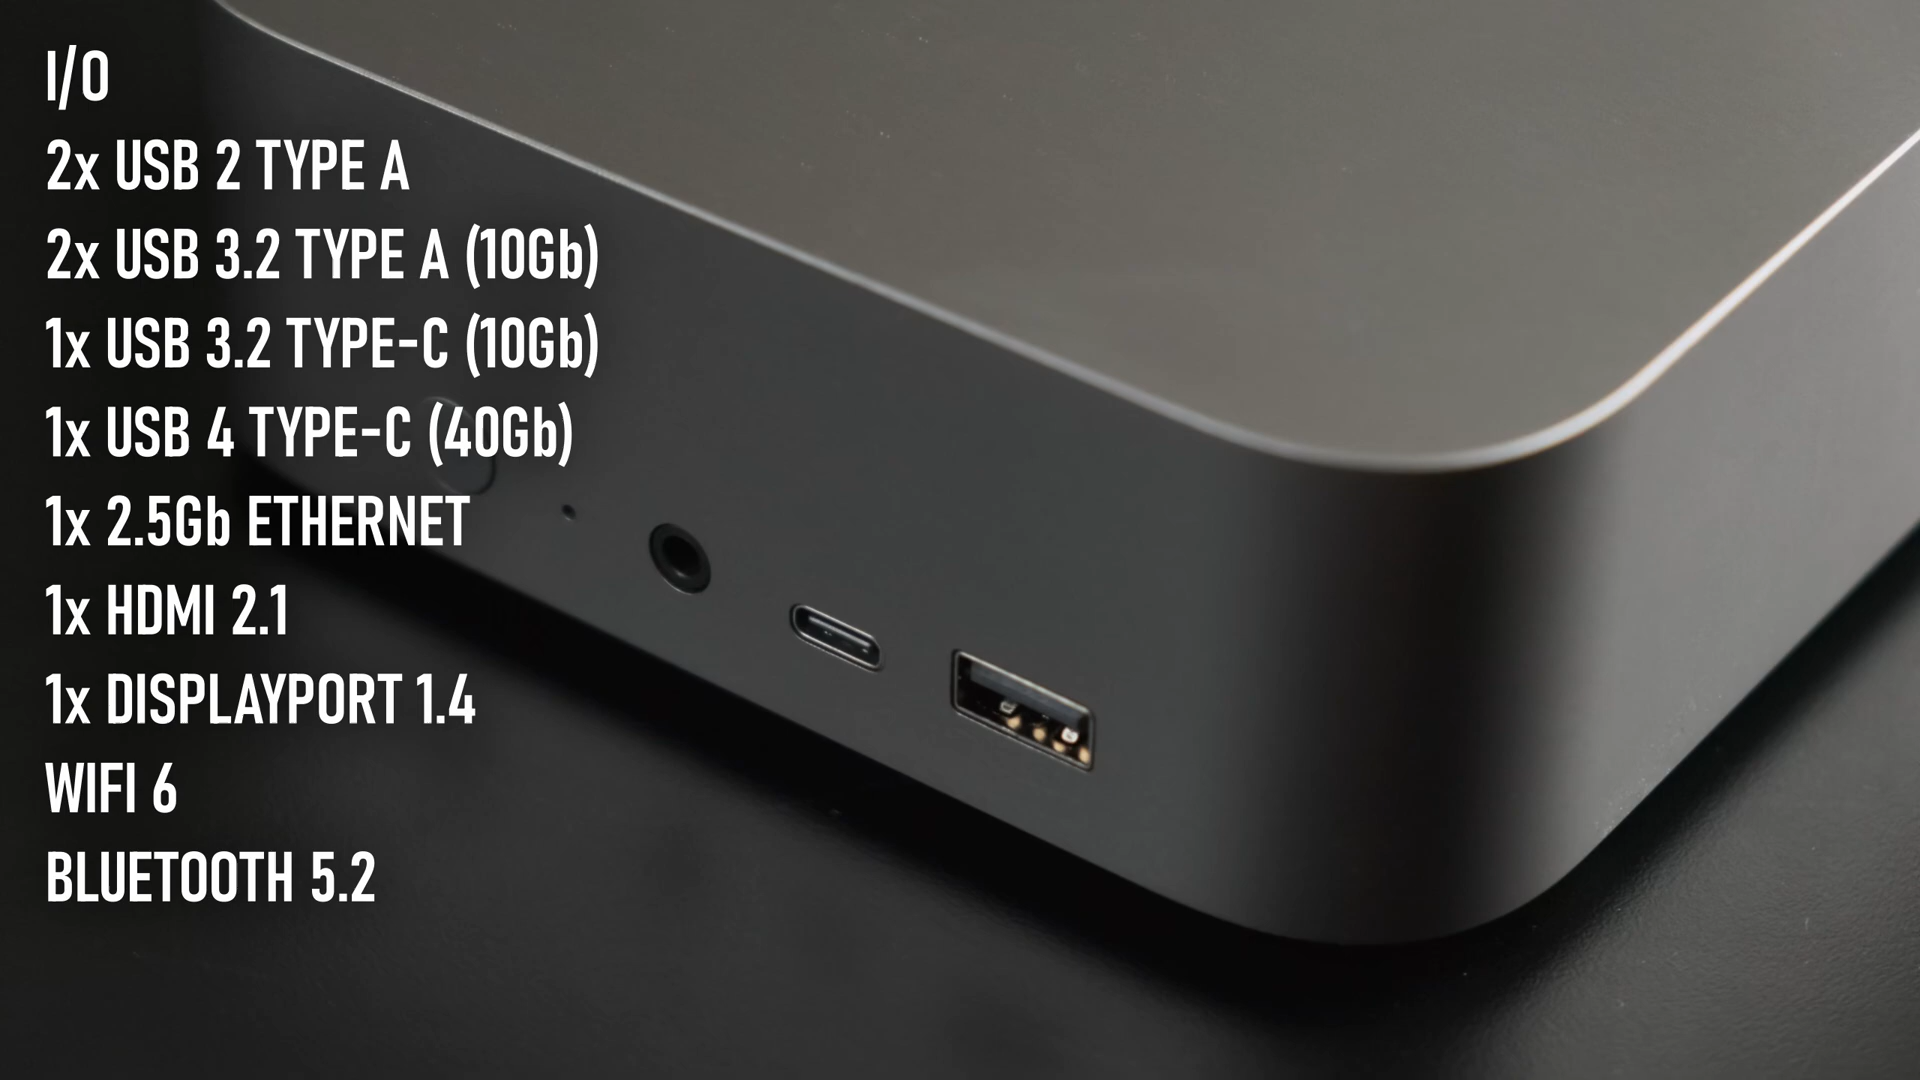 I/O
2x USB 2 TYPE A
2x USB 3.2 TYPE A (10Gb)
1x USB 3.2 TYPE-C (10Gb)
1x USB 4 TYPE-C (40Gb)
1x 2.5Gb ETHERNET
1x HDMI 2.1
1x DISPLAYPORT 1.4
WIFI 6
BLUETOOTH 5.2